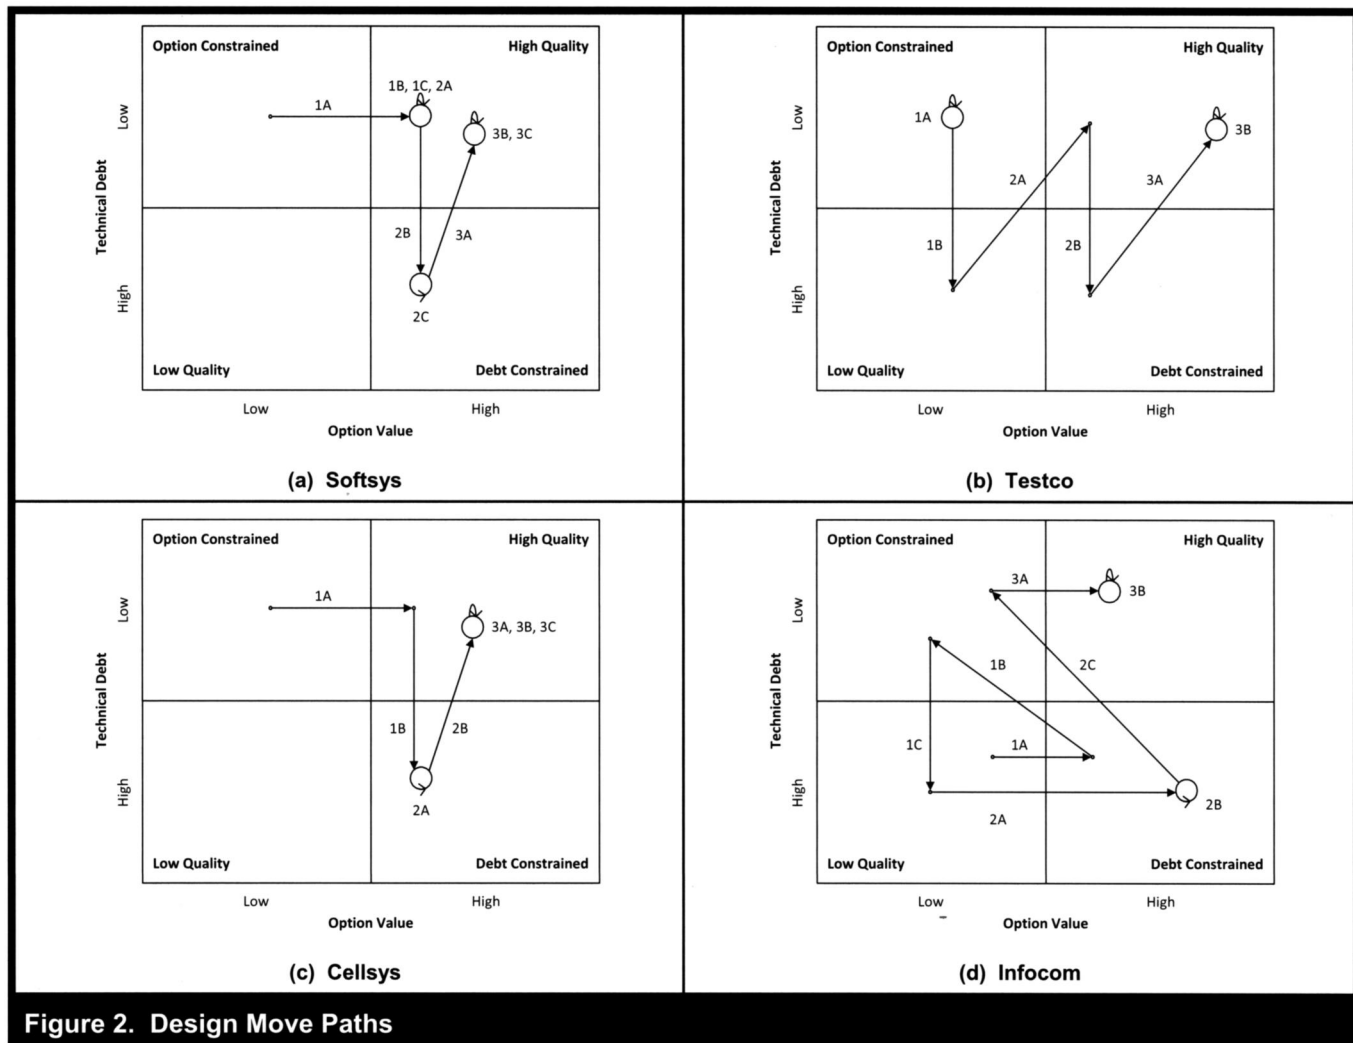 Option Constrained
High Quality
1B, 1C, 2A
1A
3B, 3C
Low
Technical Debt
2B
3A
High
2C
Low Quality
Debt Constrained
Low
High
Option Value
(a) Softsys
Option Constrained
High Quality
1A
3B
Low
2A
3A
Technical Debt
1B
2B
High
Low Quality
Debt Constrained
Low
High
Option Value
(b) Testco
Option Constrained
High Quality
1A
Low
3A, 3B, 3C
Technical Debt
1B
2B
High
2A
Low Quality
Debt Constrained
Low
High
Option Value
(c) Cellsys
Option Constrained
High Quality
3A
3B
Low
1B
2C
Technical Debt
1C
1A
High
2B
2A
Low Quality
Debt Constrained
Low
High
Option Value
(d) Infocom
Figure 2. Design Move Paths